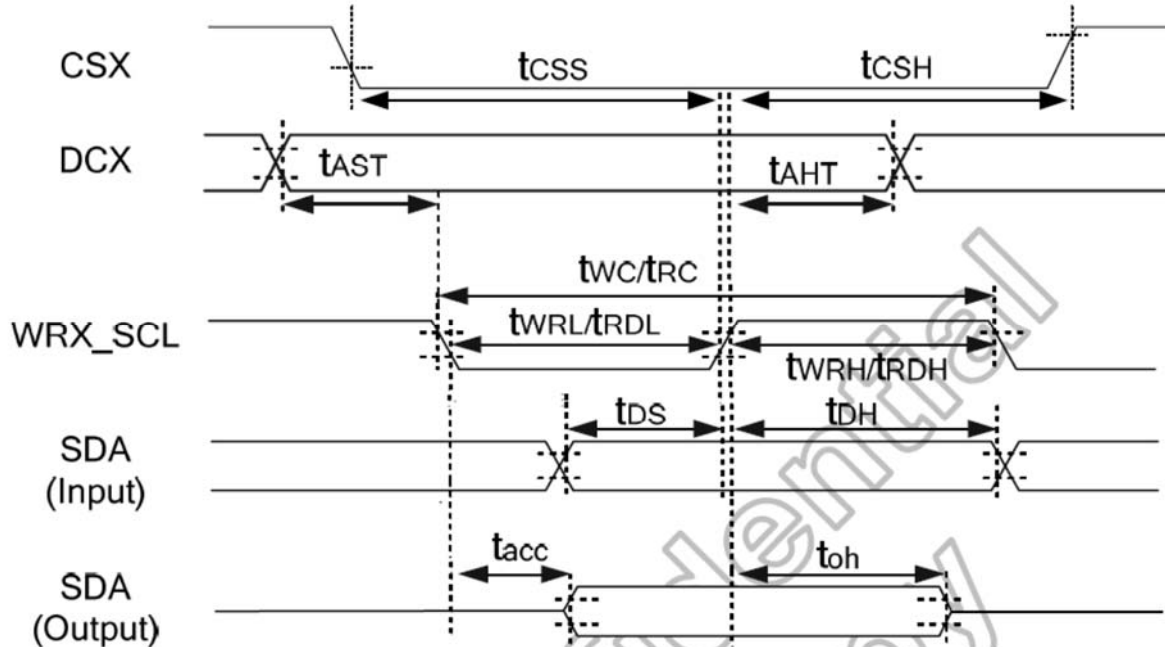 CSX
tCSS
tCSH
DCX
tAST
tAHT
tWC/tRC
WRX_SCL
tWRL/tRDL
tWRH/tRDH
SDA
(Input)
tDS
tDH
SDA
(Output)
tacc
toh